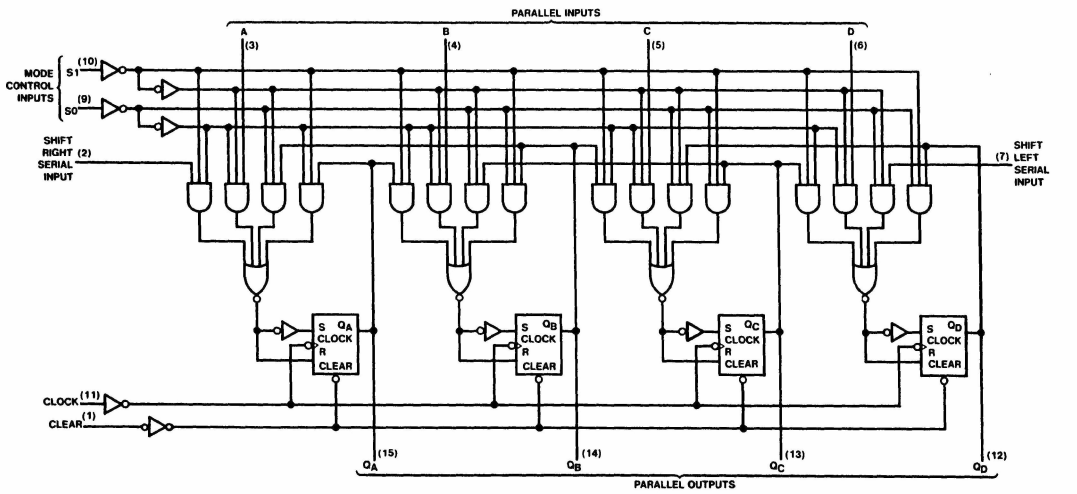 PARALLEL INPUTS
A B C D
(3) (4) (5) (6)
MODE
CONTROL
INPUTS
S1 (10)
S0 (9)
SHIFT
RIGHT (2)
SERIAL
INPUT
SHIFT
(7) LEFT
SERIAL
INPUT
S QA
CLOCK
R
CLEAR
S QB
CLOCK
R
CLEAR
S QC
CLOCK
R
CLEAR
S QD
CLOCK
R
CLEAR
CLOCK (11)
CLEAR (1)
QA (15)
QB (14)
QC (13)
QD (12)
PARALLEL OUTPUTS